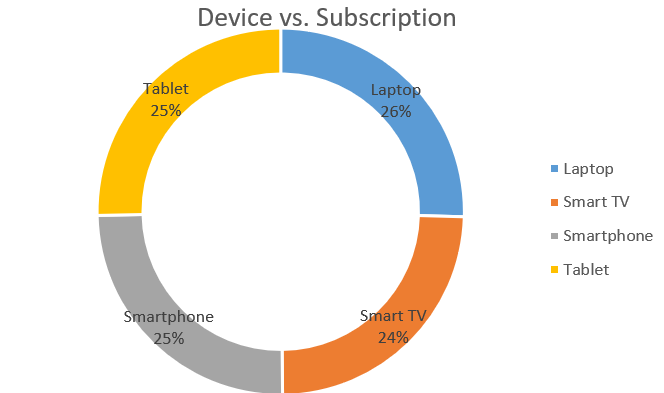 Device vs. Subscription
Tablet
25%
Laptop
26%
Smartphone
25%
Smart TV
24%
Laptop
Smart TV
Smartphone
Tablet